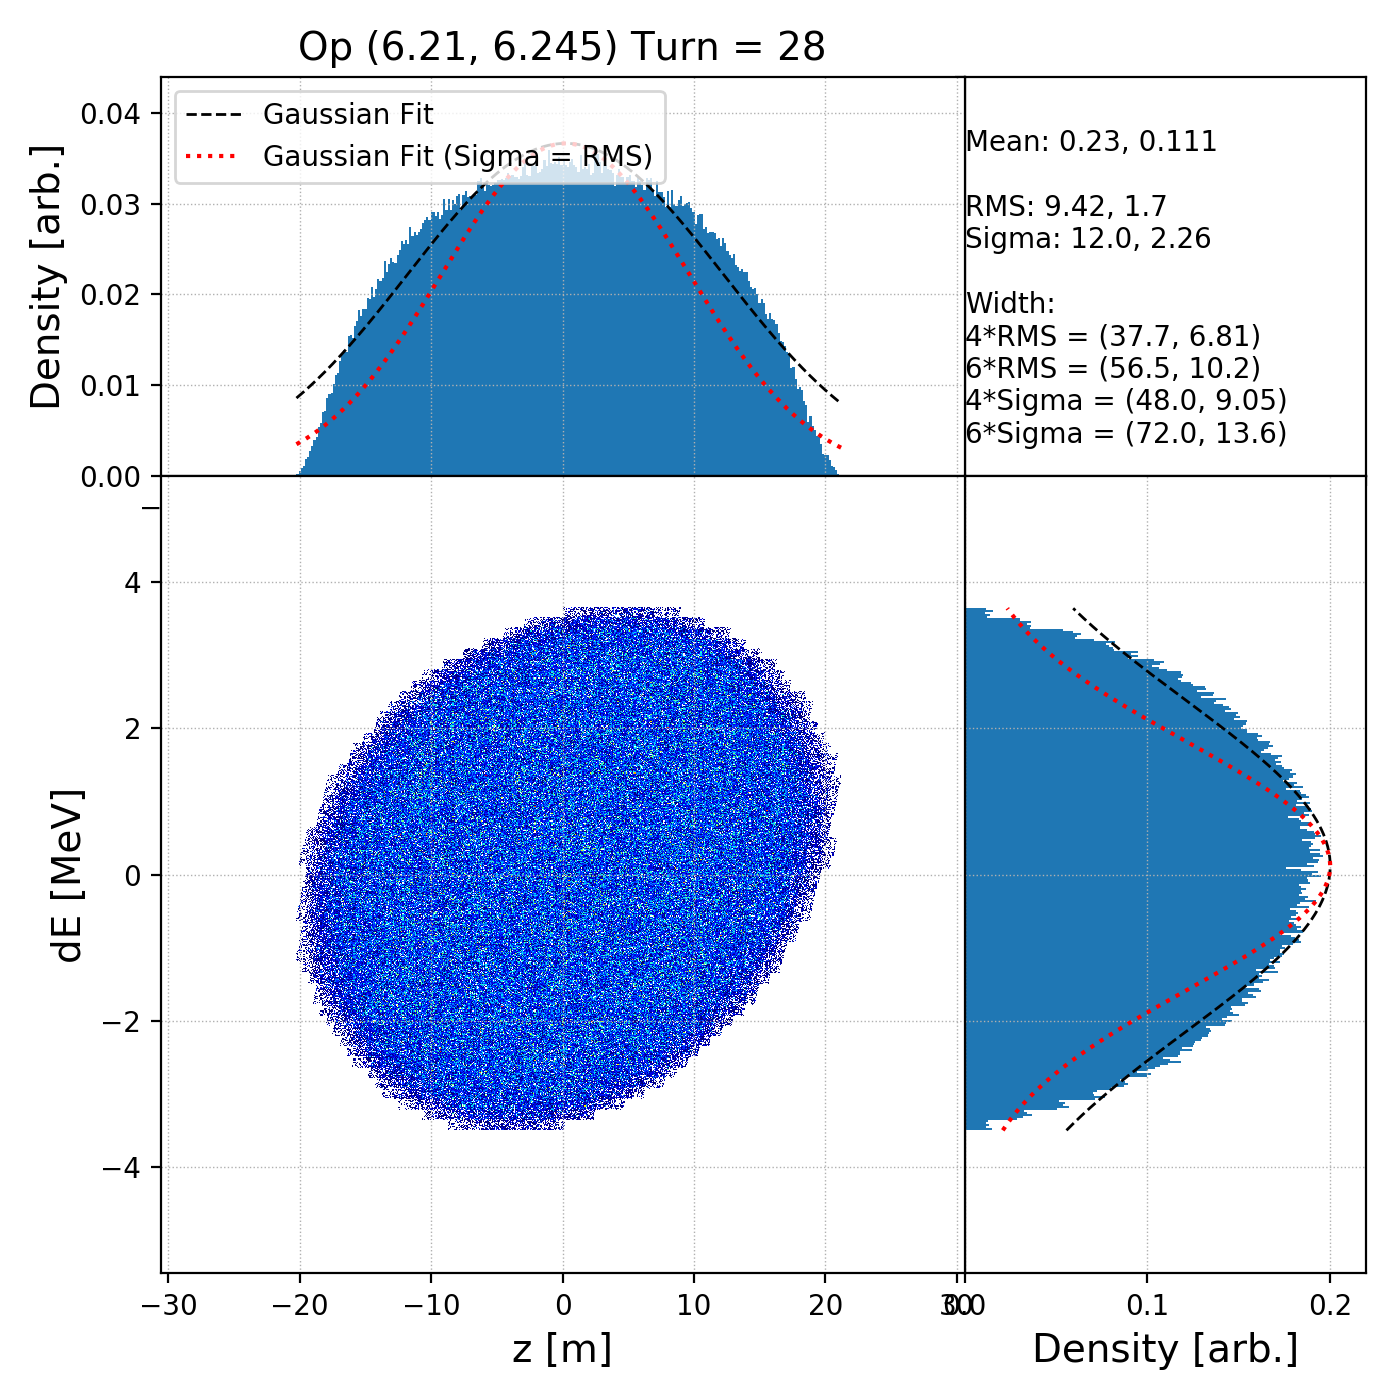 Op (6.21, 6.245) Turn = 28
Gaussian Fit
Gaussian Fit (Sigma = RMS)
0.04
0.03
0.02
0.01
0.00
Density [arb.]
Mean: 0.23, 0.111
RMS: 9.42, 1.7
Sigma: 12.0, 2.26
Width:
4*RMS = (37.7, 6.81)
6*RMS = (56.5, 10.2)
4*Sigma = (48.0, 9.05)
6*Sigma = (72.0, 13.6)
4
2
0
−2
−4
dE [MeV]
−30 −20 −10 0 10 20 30
z [m]
0.0 0.1 0.2
Density [arb.]